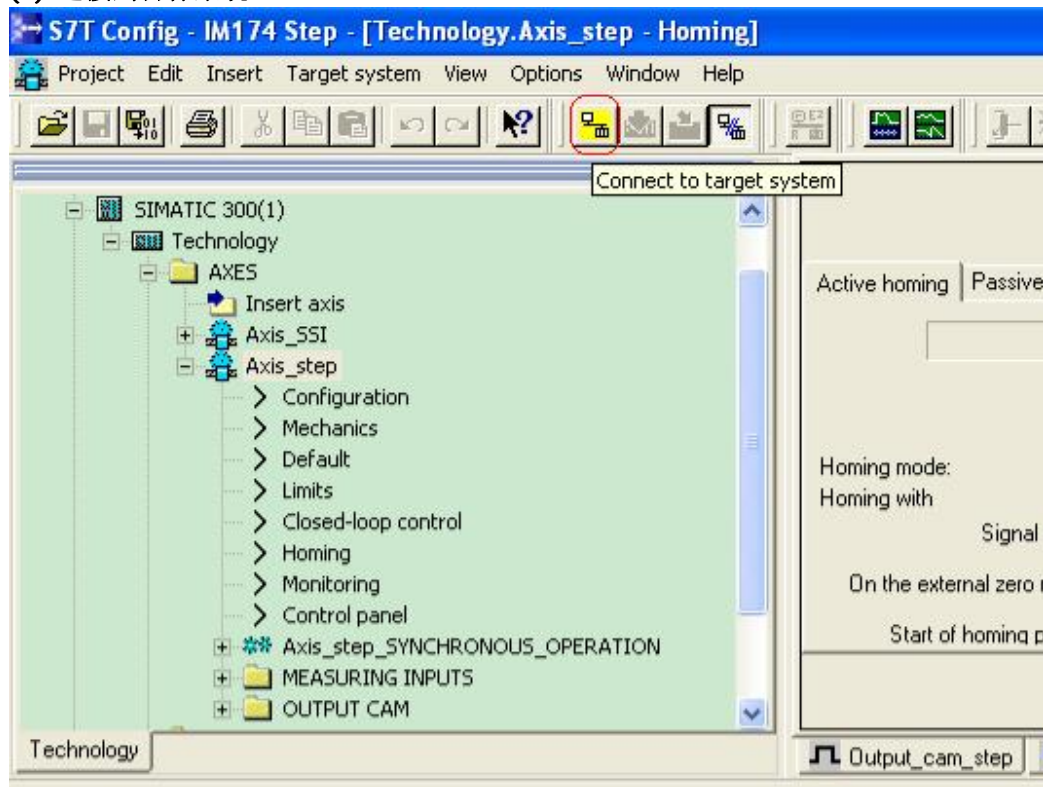 S7T Config - IM174 Step - [Technology.Axis_step - Homing]
Project Edit Insert Target system View Options Window Help
Connect to target system
SIMATIC 300(1)
Technology
AXES
Insert axis
Axis_SSI
Axis_step
Configuration
Mechanics
Default
Limits
Closed-loop control
Homing
Monitoring
Control panel
Axis_step_SYNCHRONOUS_OPERATION
MEASURING INPUTS
OUTPUT CAM
Technology
Active homing Passive
Homing mode:
Homing with
Signal
On the external zero
Start of homing
Output_cam_step